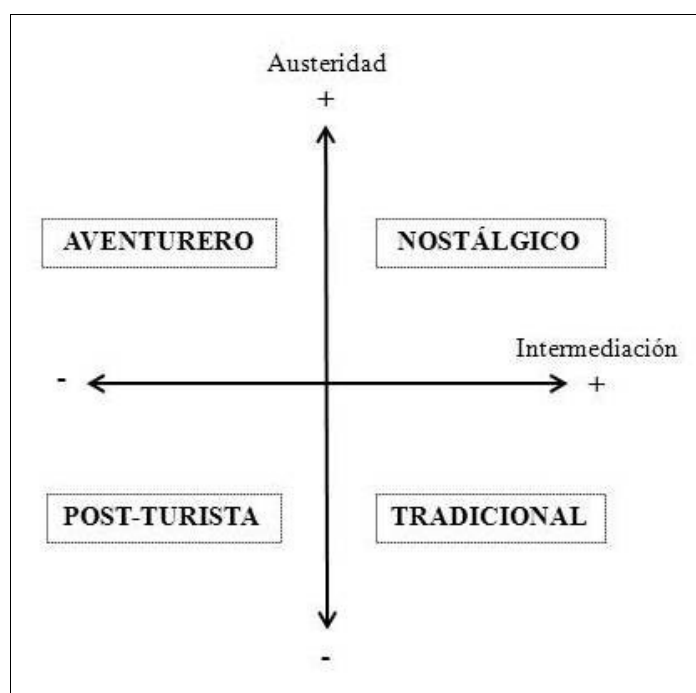 Austeridad
+
AVENTURERO
NOSTÁLGICO
Intermediación
-
+
POST-TURISTA
TRADICIONAL
-